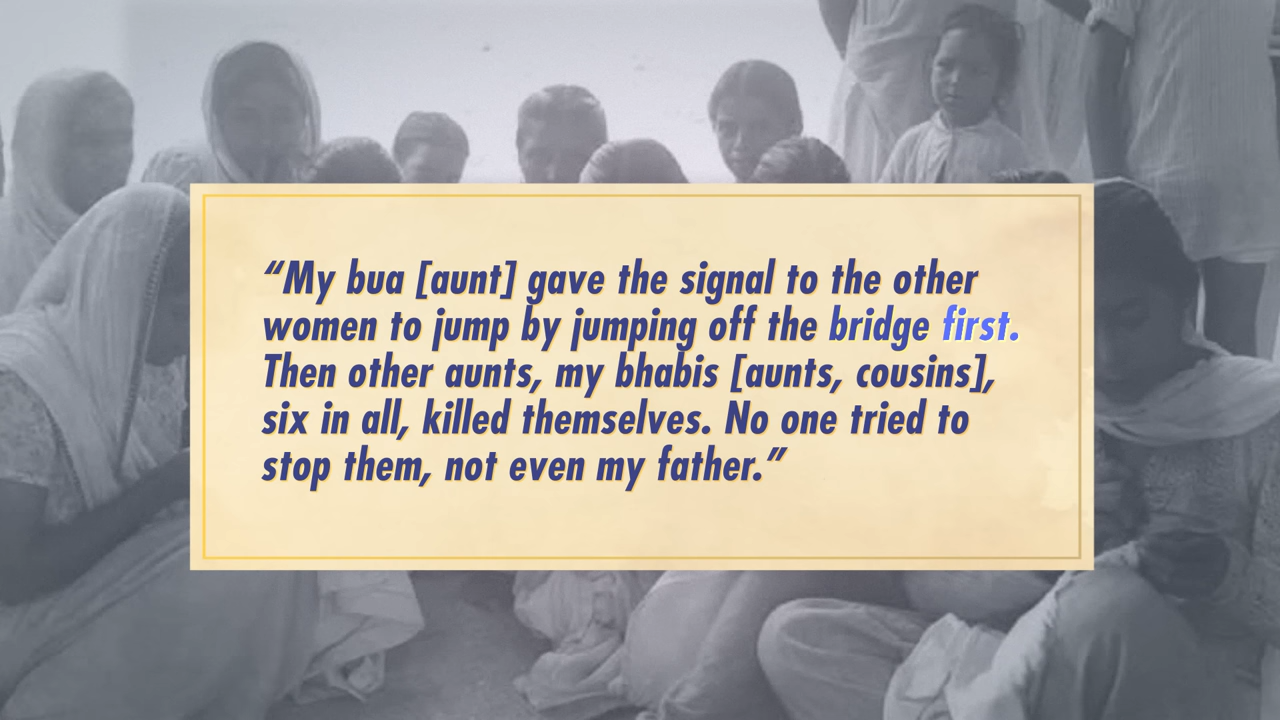 “My bua [aunt] gave the signal to the other
women to jump by jumping off the bridge first.
Then other aunts, my bhabis [aunts, cousins],
six in all, killed themselves. No one tried to
stop them, not even my father.”